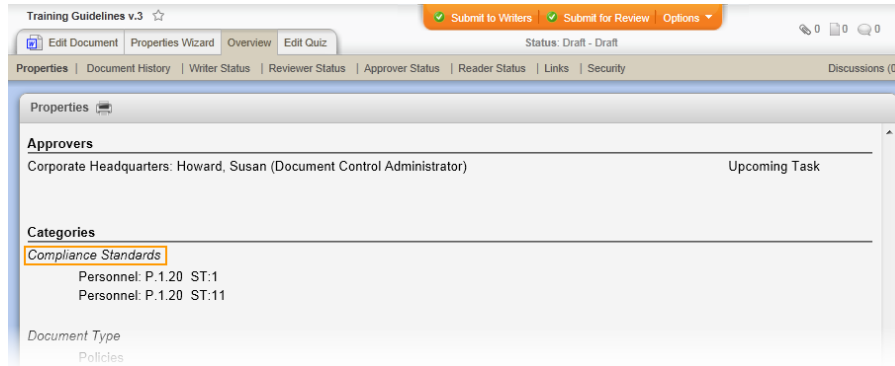 Training Guidelines v.3
Submit to Writers Submit for Review Options
0 0 0
Edit Document Properties Wizard Overview Edit Quiz
Status: Draft - Draft
Properties | Document History | Writer Status | Reviewer Status | Approver Status | Reader Status | Links | Security Discussions (0
Properties
Approvers
Corporate Headquarters: Howard, Susan (Document Control Administrator) Upcoming Task
Categories
Compliance Standards
Personnel: P.1.20 ST:1
Personnel: P.1.20 ST:11
Document Type
Policies